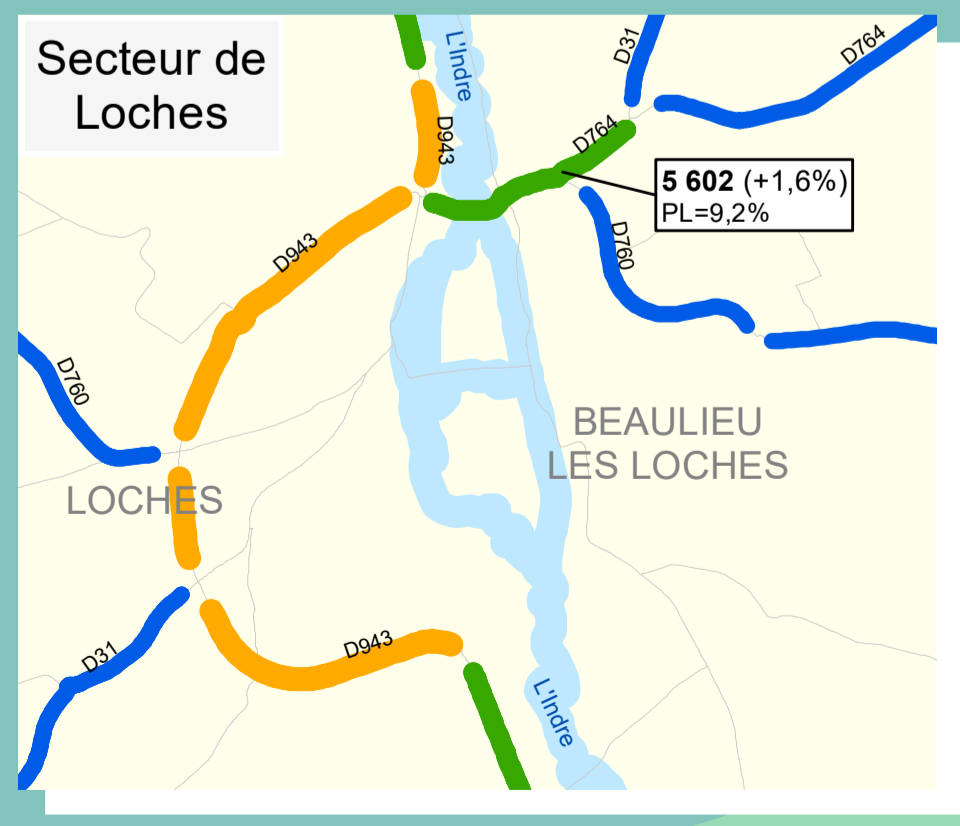 Secteur de
Loches
L'Indre
D31
D764
D943
D764
5 602 (+1,6%)
PL=9,2%
D943
D760
D760
BEAULIEU
LES LOCHES
LOCHES
D943
D31
L'Indre